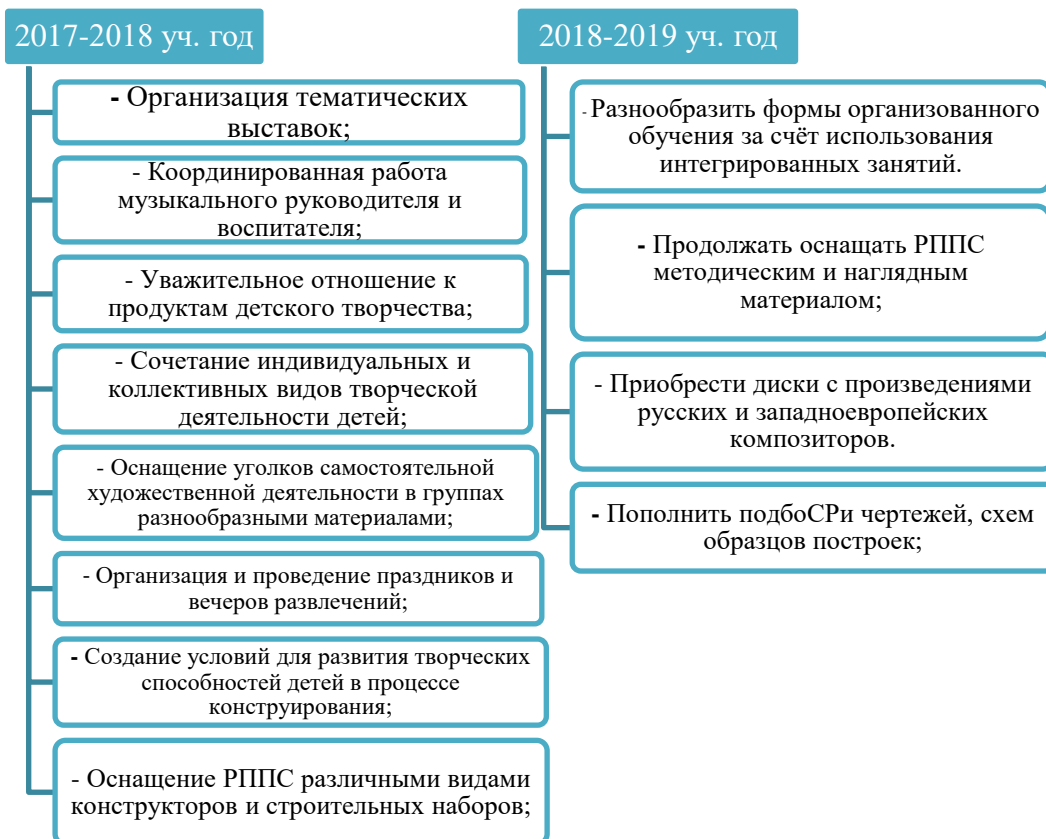 2017-2018 уч. год
- Организация тематических
выставок;
- Координированная работа
музыкального руководителя и
воспитателя;
- Уважительное отношение к
продуктам детского творчества;
- Сочетание индивидуальных и
коллективных видов творческой
деятельности детей;
- Оснащение уголков самостоятельной
художественной деятельности в группах
разнообразными материалами;
- Организация и проведение праздников и
вечеров развлечений;
- Создание условий для развития творческих
способностей детей в процессе
конструирования;
- Оснащение РППС различными видами
конструкторов и строительных наборов;
2018-2019 уч. год
- Разнообразить формы организованного
обучения за счёт использования
интегрированных занятий.
- Продолжать оснащать РППС
методическим и наглядным
материалом;
- Приобрести диски с произведениями
русских и западноевропейских
композиторов.
- Пополнить подбоСРи чертежей, схем
образцов построек;